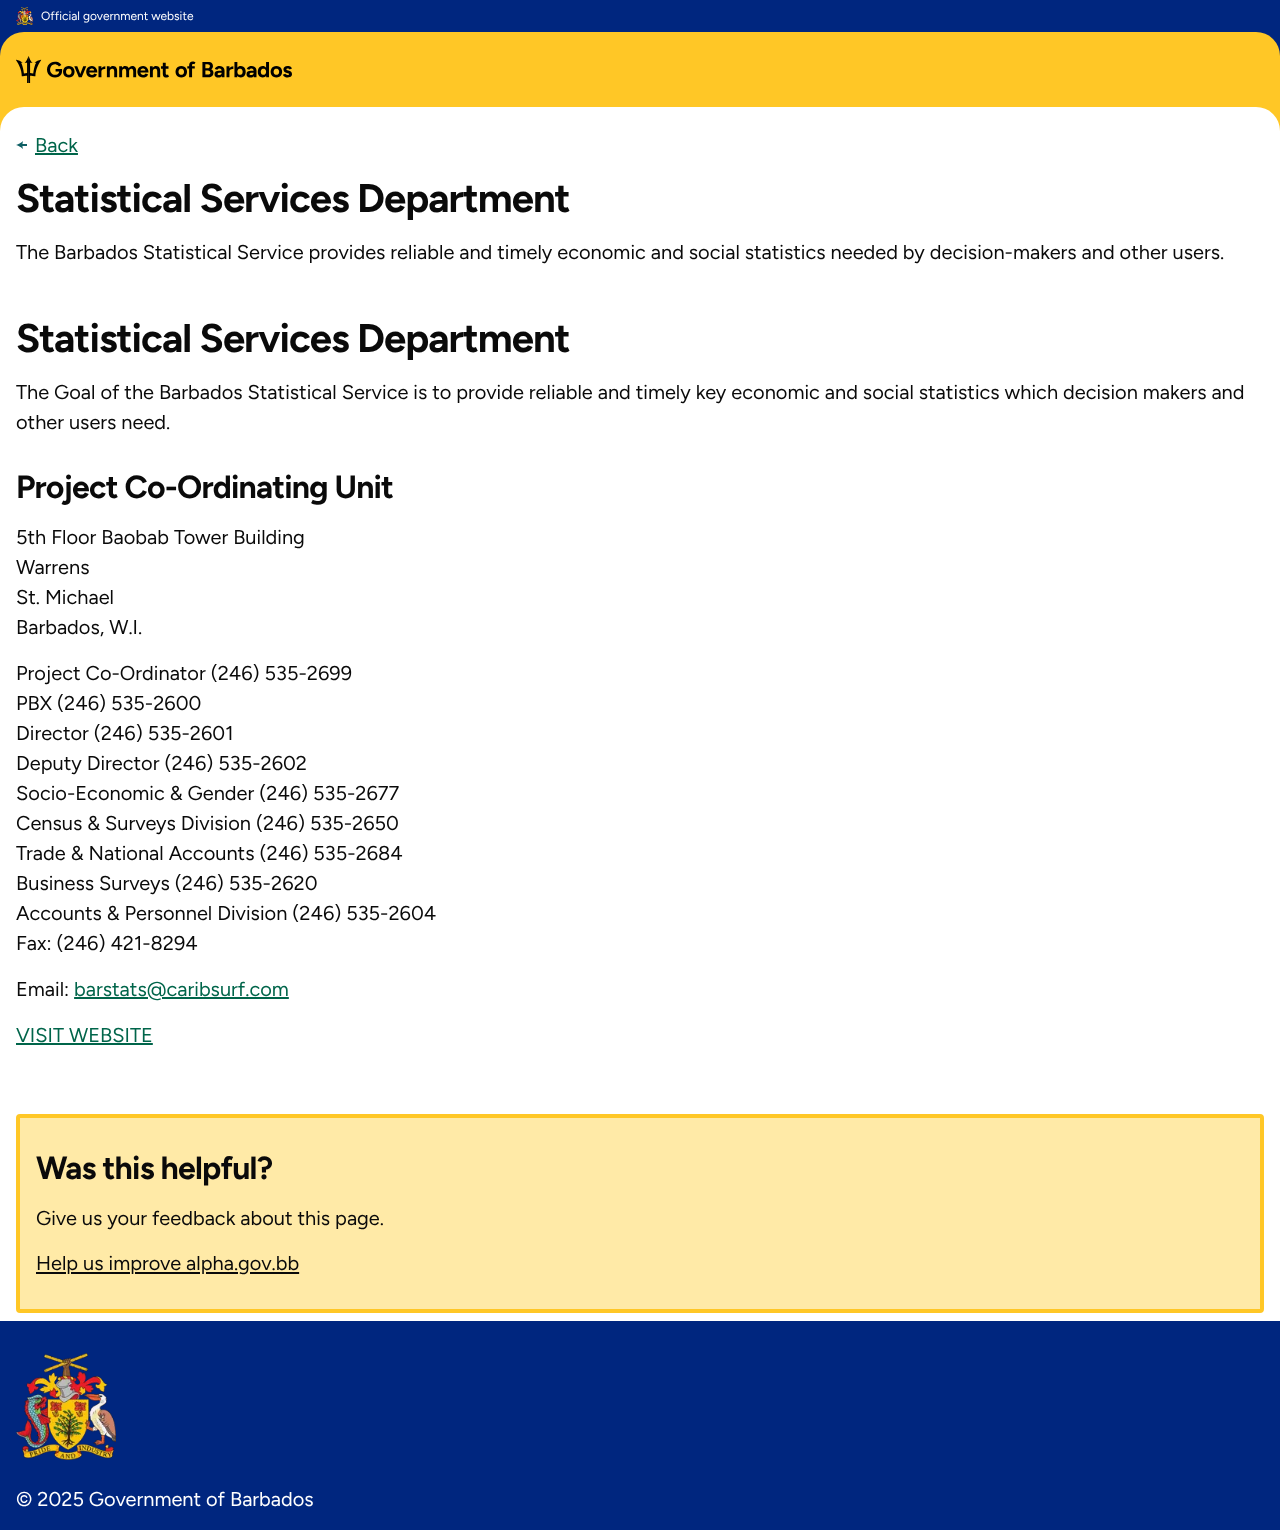 Official government website
Government of Barbados
Back
Statistical Services Department
The Barbados Statistical Service provides reliable and timely economic and social statistics needed by decision-makers and other users.
Statistical Services Department
The Goal of the Barbados Statistical Service is to provide reliable and timely key economic and social statistics which decision makers and
other users need.
Project Co-Ordinating Unit
5th Floor Baobab Tower Building
Warrens
St. Michael
Barbados, W.I.
Project Co-Ordinator (246) 535-2699
PBX (246) 535-2600
Director (246) 535-2601
Deputy Director (246) 535-2602
Socio-Economic & Gender (246) 535-2677
Census & Surveys Division (246) 535-2650
Trade & National Accounts (246) 535-2684
Business Surveys (246) 535-2620
Accounts & Personnel Division (246) 535-2604
Fax: (246) 421-8294
Email: barstats@caribsurf.com
VISIT WEBSITE
Was this helpful?
Give us your feedback about this page.
Help us improve alpha.gov.bb
PRIDE AND INDUSTRY
© 2025 Government of Barbados